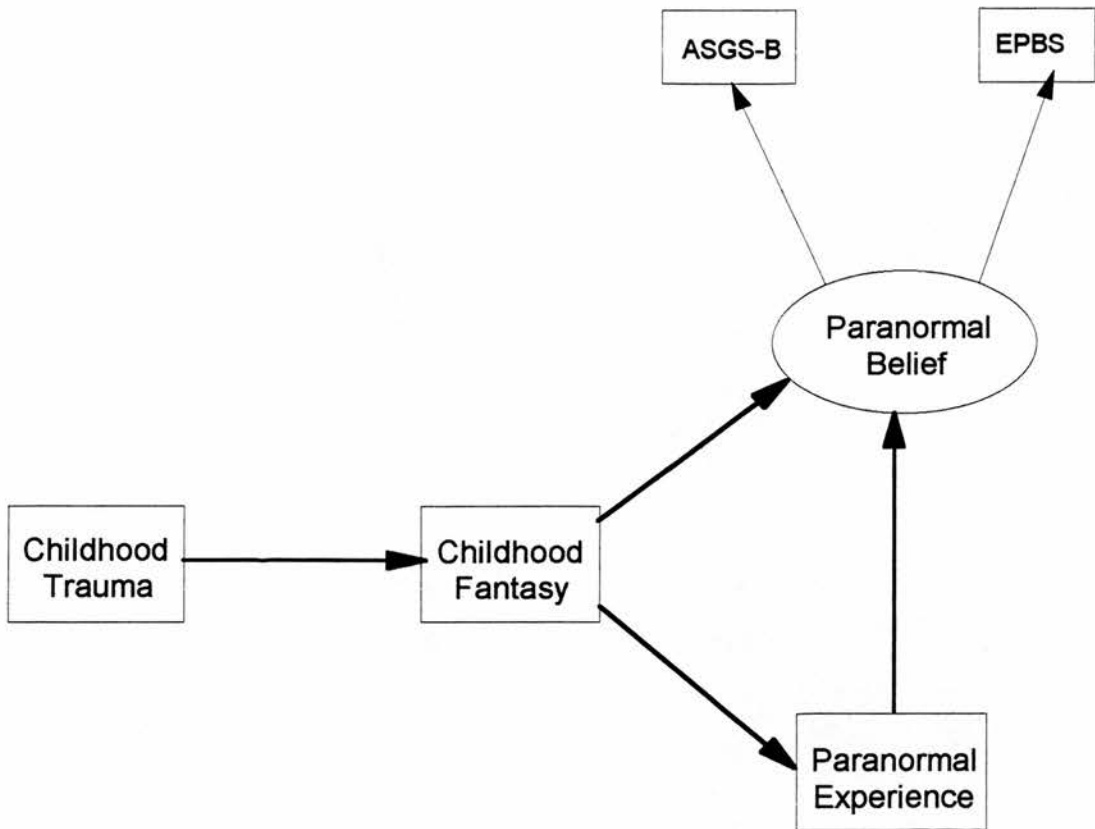 ASGS-B
EPBS
Paranormal
Belief
Childhood
Trauma
Childhood
Fantasy
Paranormal
Experience